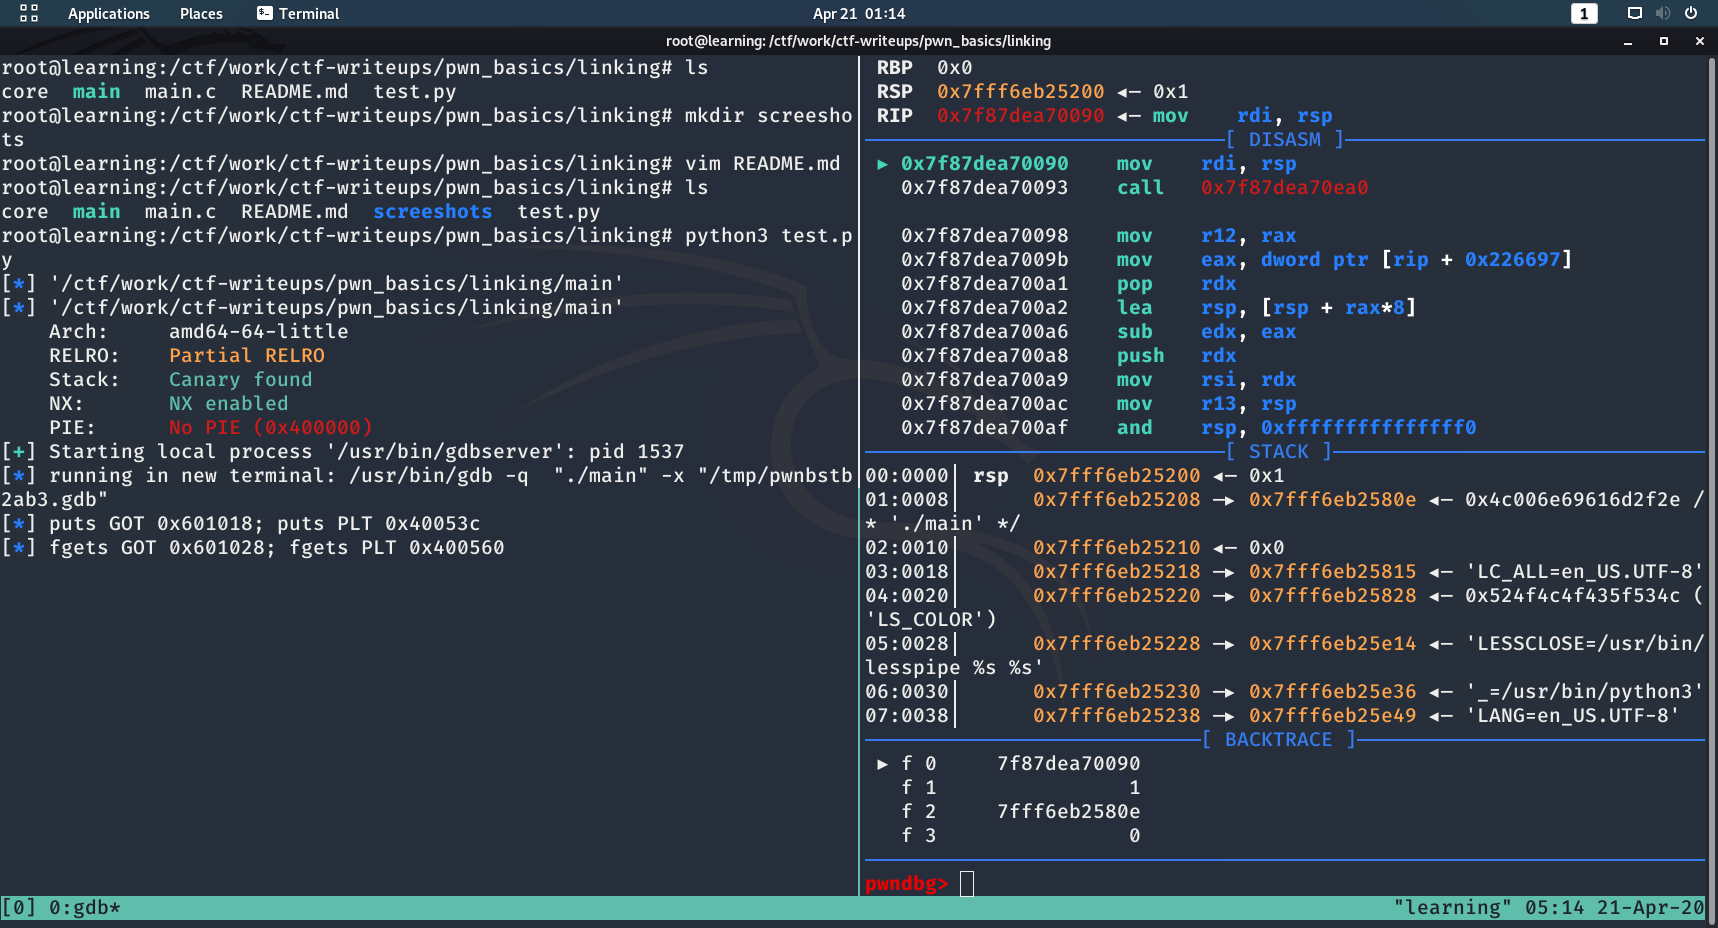 Applications Places Terminal Apr 21 01:14 1
root@learning: /ctf/work/ctf-writeups/pwn_basics/linking
root@learning:/ctf/work/ctf-writeups/pwn_basics/linking# ls
core main main.c README.md test.py
root@learning:/ctf/work/ctf-writeups/pwn_basics/linking# mkdir screesho
ts
root@learning:/ctf/work/ctf-writeups/pwn_basics/linking# vim README.md
root@learning:/ctf/work/ctf-writeups/pwn_basics/linking# ls
core main main.c README.md screeshots test.py
root@learning:/ctf/work/ctf-writeups/pwn_basics/linking# python3 test.p
y
[*] '/ctf/work/ctf-writeups/pwn_basics/linking/main'
[*] '/ctf/work/ctf-writeups/pwn_basics/linking/main'
Arch: amd64-64-little
RELRO: Partial RELRO
Stack: Canary found
NX: NX enabled
PIE: No PIE (0x400000)
[+] Starting local process '/usr/bin/gdbserver': pid 1537
[*] running in new terminal: /usr/bin/gdb -q  "./main" -x "/tmp/pwnbstb
2ab3.gdb"
[*] puts GOT 0x601018; puts PLT 0x40053c
[*] fgets GOT 0x601028; fgets PLT 0x400560
RBP 0x0
RSP 0x7fff6eb25200 ◂— 0x1
RIP 0x7f87dea70090 ◂— mov rdi, rsp
[ DISASM ]
► 0x7f87dea70090 mov rdi, rsp
0x7f87dea70093 call 0x7f87dea70ea0
0x7f87dea70098 mov r12, rax
0x7f87dea7009b mov eax, dword ptr [rip + 0x226697]
0x7f87dea700a1 pop rdx
0x7f87dea700a2 lea rsp, [rsp + rax*8]
0x7f87dea700a6 sub edx, eax
0x7f87dea700a8 push rdx
0x7f87dea700a9 mov rsi, rdx
0x7f87dea700ac mov r13, rsp
0x7f87dea700af and rsp, 0xfffffffffffffff0
[ STACK ]
00:0000│ rsp 0x7fff6eb25200 ◂— 0x1
01:0008│ 0x7fff6eb25208 —▸ 0x7fff6eb2580e ◂— 0x4c006e69616d2f2e /
* './main' */
02:0010│ 0x7fff6eb25210 ◂— 0x0
03:0018│ 0x7fff6eb25218 —▸ 0x7fff6eb25815 ◂— 'LC_ALL=en_US.UTF-8'
04:0020│ 0x7fff6eb25220 —▸ 0x7fff6eb25828 ◂— 0x524f4c4f435f534c (
'LS_COLOR')
05:0028│ 0x7fff6eb25228 —▸ 0x7fff6eb25e14 ◂— 'LESSCLOSE=/usr/bin/
lesspipe %s %s'
06:0030│ 0x7fff6eb25230 —▸ 0x7fff6eb25e36 ◂— '_=/usr/bin/python3'
07:0038│ 0x7fff6eb25238 —▸ 0x7fff6eb25e49 ◂— 'LANG=en_US.UTF-8'
[ BACKTRACE ]
► f 0 7f87dea70090
f 1 1
f 2 7fff6eb2580e
f 3 0
pwndbg>
[0] 0:gdb* "learning" 05:14 21-Apr-20